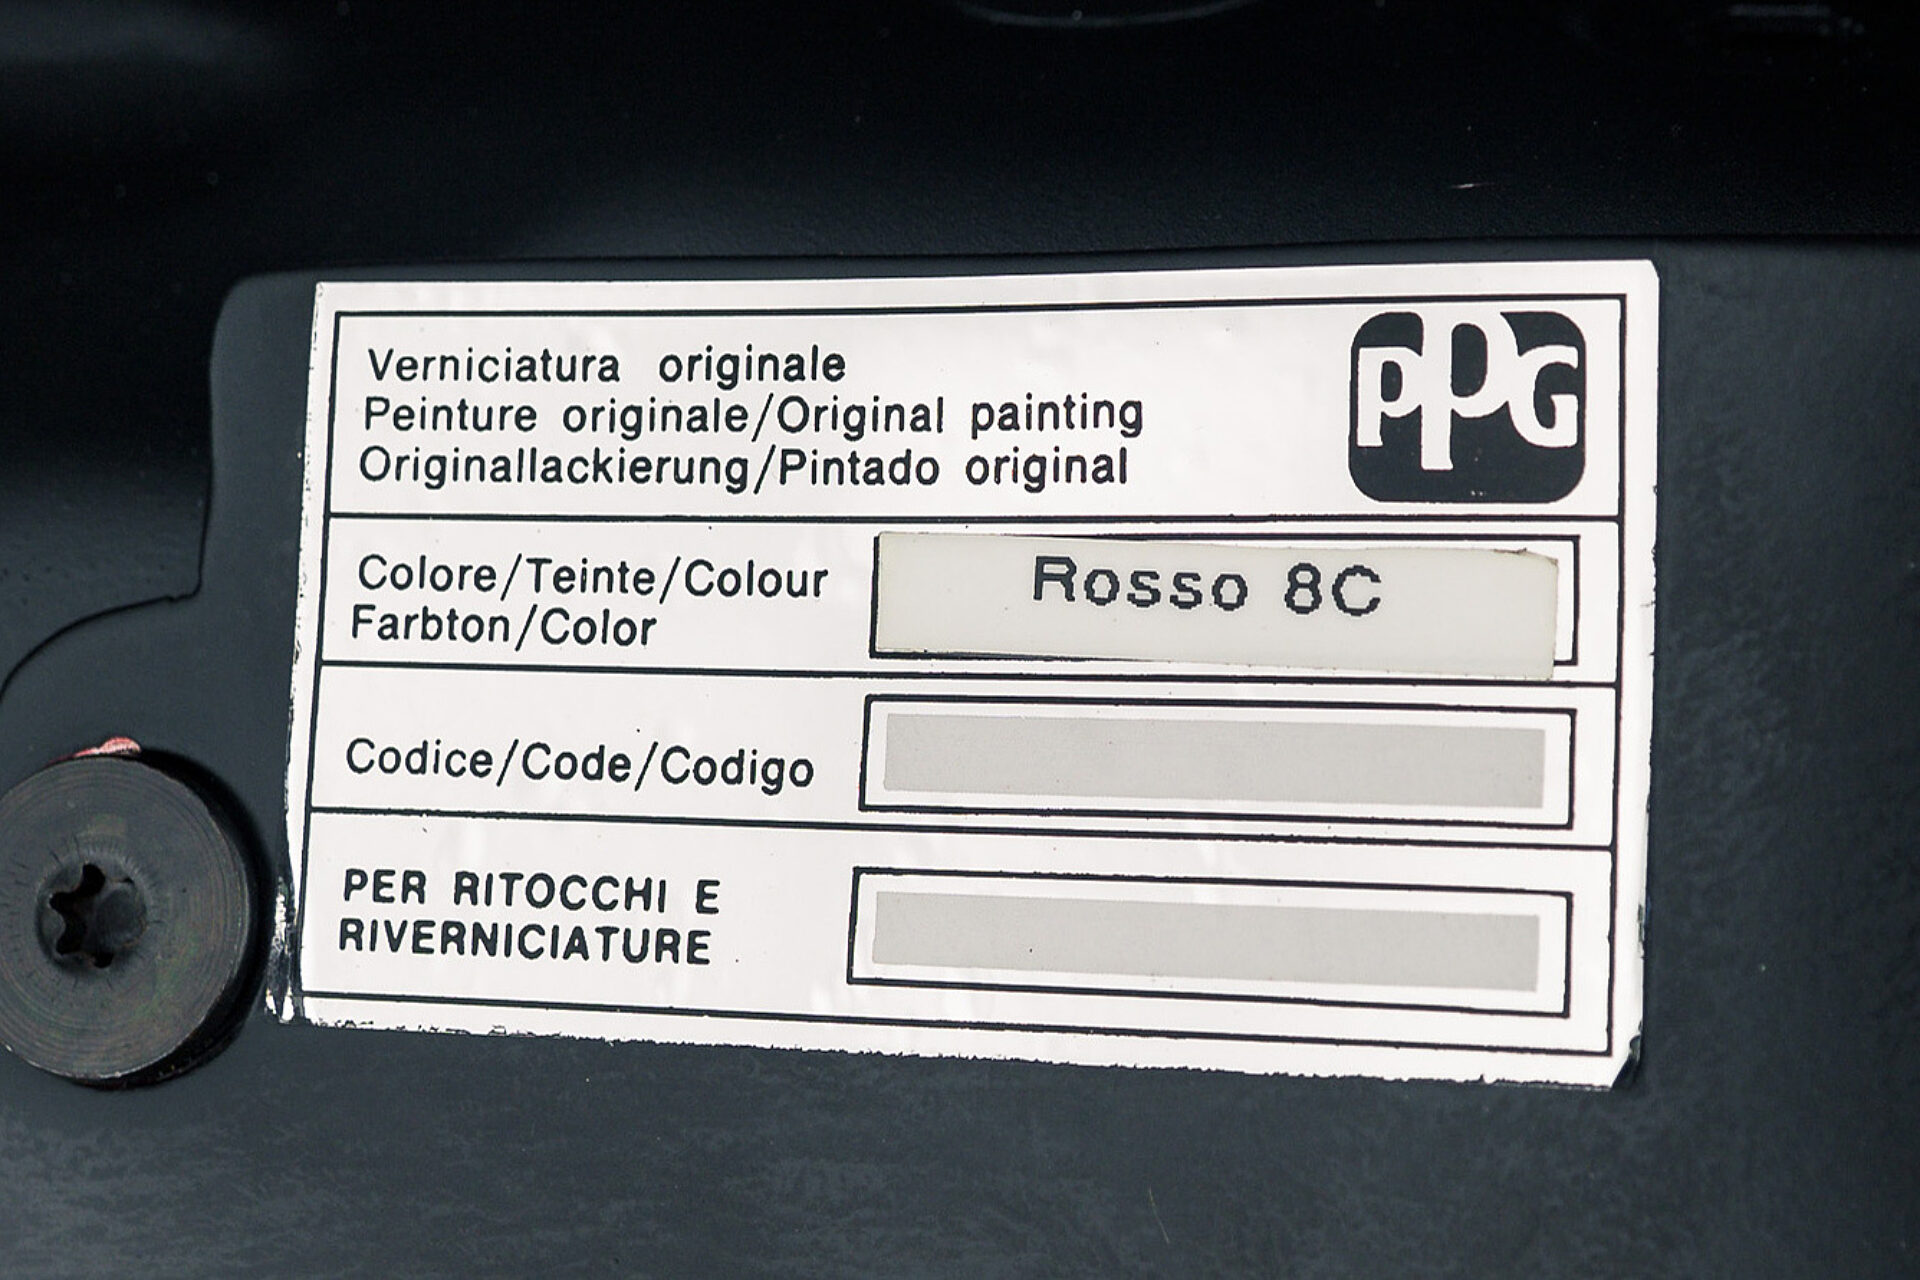 Verniciatura originale
Peinture originale/Original painting
Originallackierung/Pintado original
PPG
Colore/Teinte/Colour
Farbton/Color
Rosso 8C
Codice/Code/Codigo
PER RITOCCHI E
RIVERNICIATURE